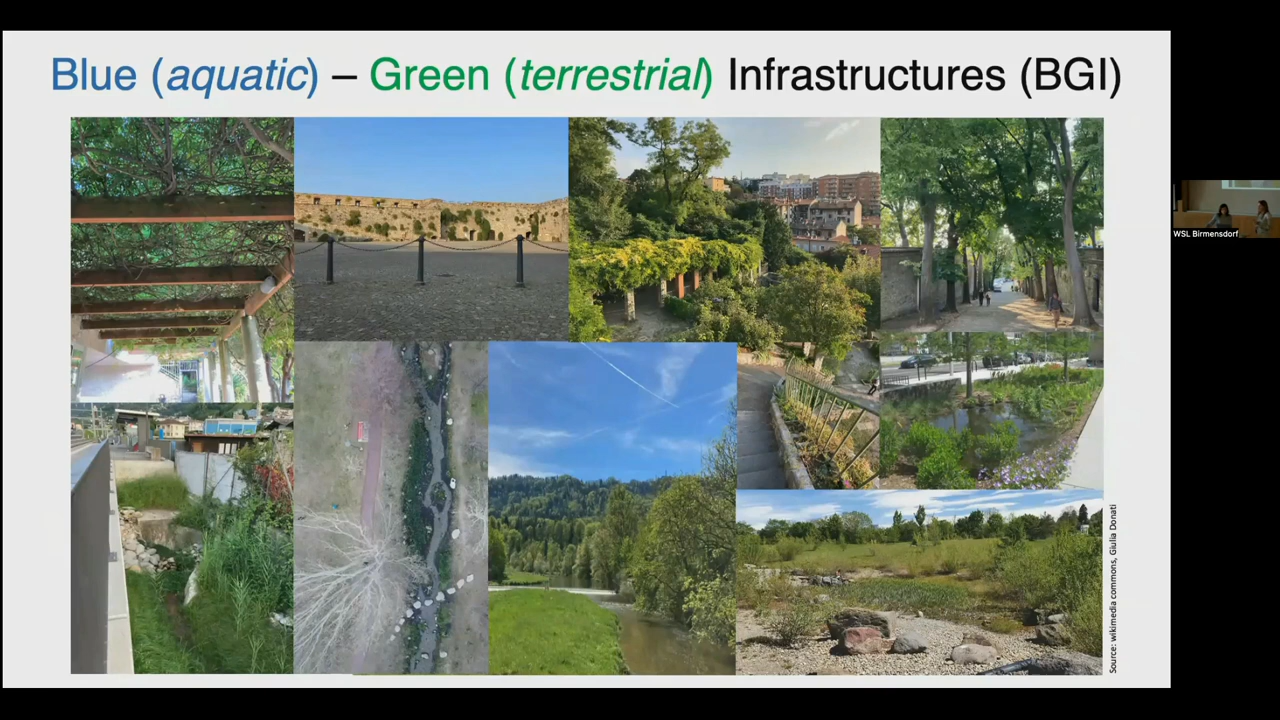 Blue (aquatic) – Green (terrestrial) Infrastructures (BGI)
Source: wikimedia commons, Giulia Donati
WSL Birmensdorf